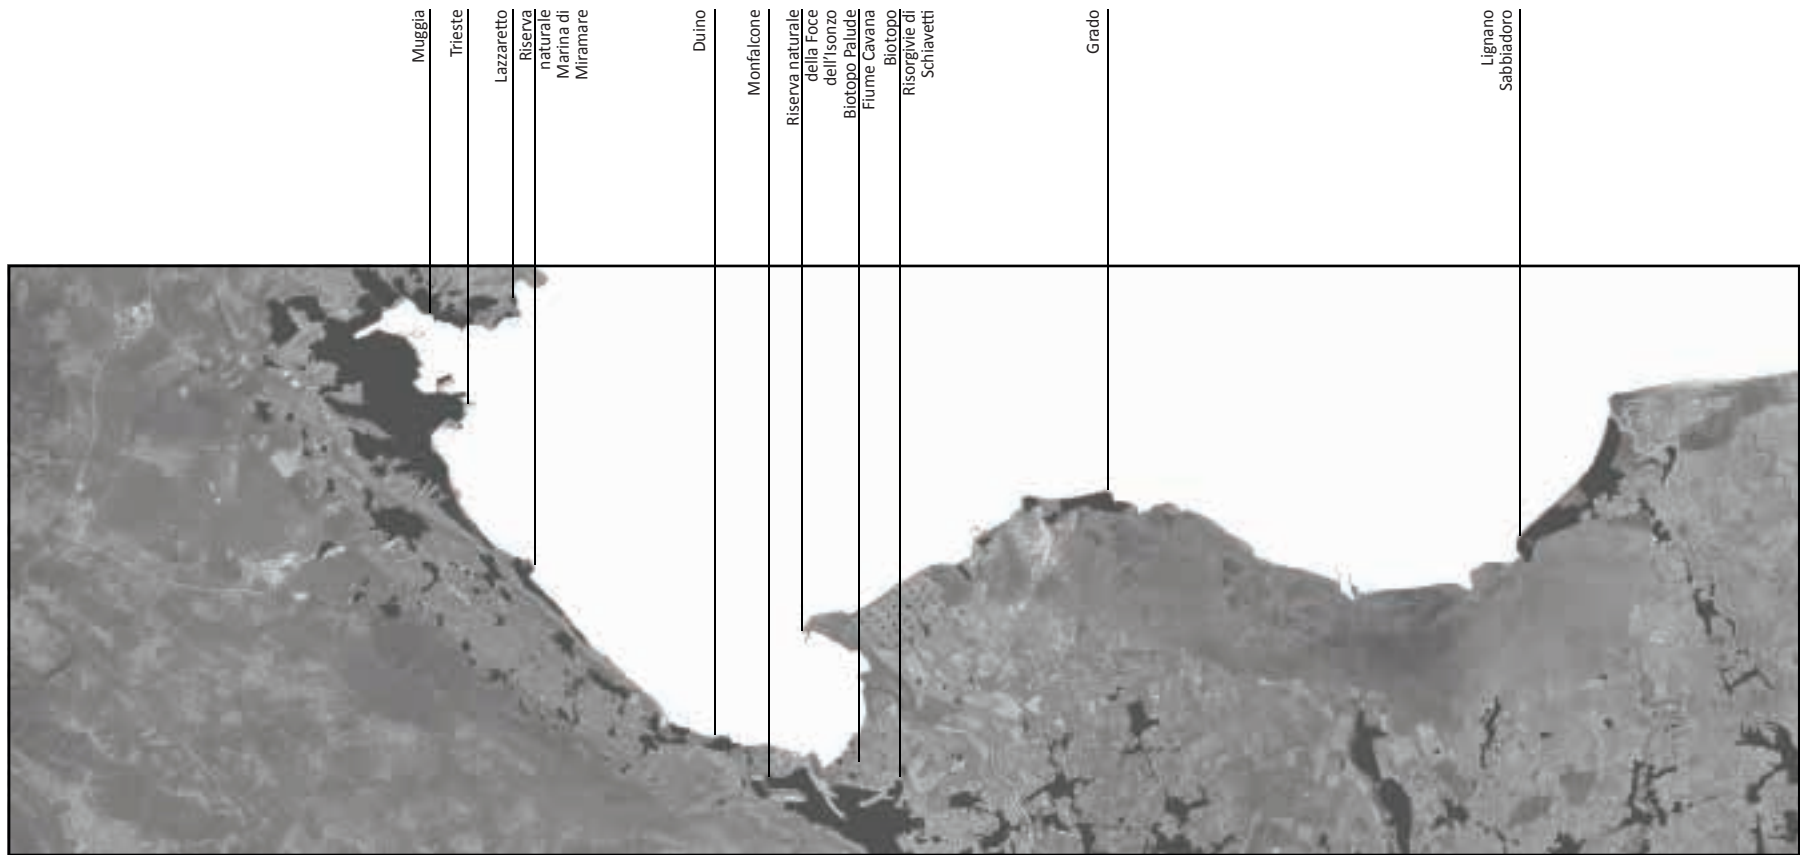 Muggia
Trieste
Lazzaretto
Riserva
naturale
Marina di
Miramare
Duino
Monfalcone
Riserva naturale
della Foce
dell'Isonzo
Biotopo Palude
Fiume Cavana
Biotopo
Risorgivie di
Schiavetti
Grado
Lignano
Sabbiadoro